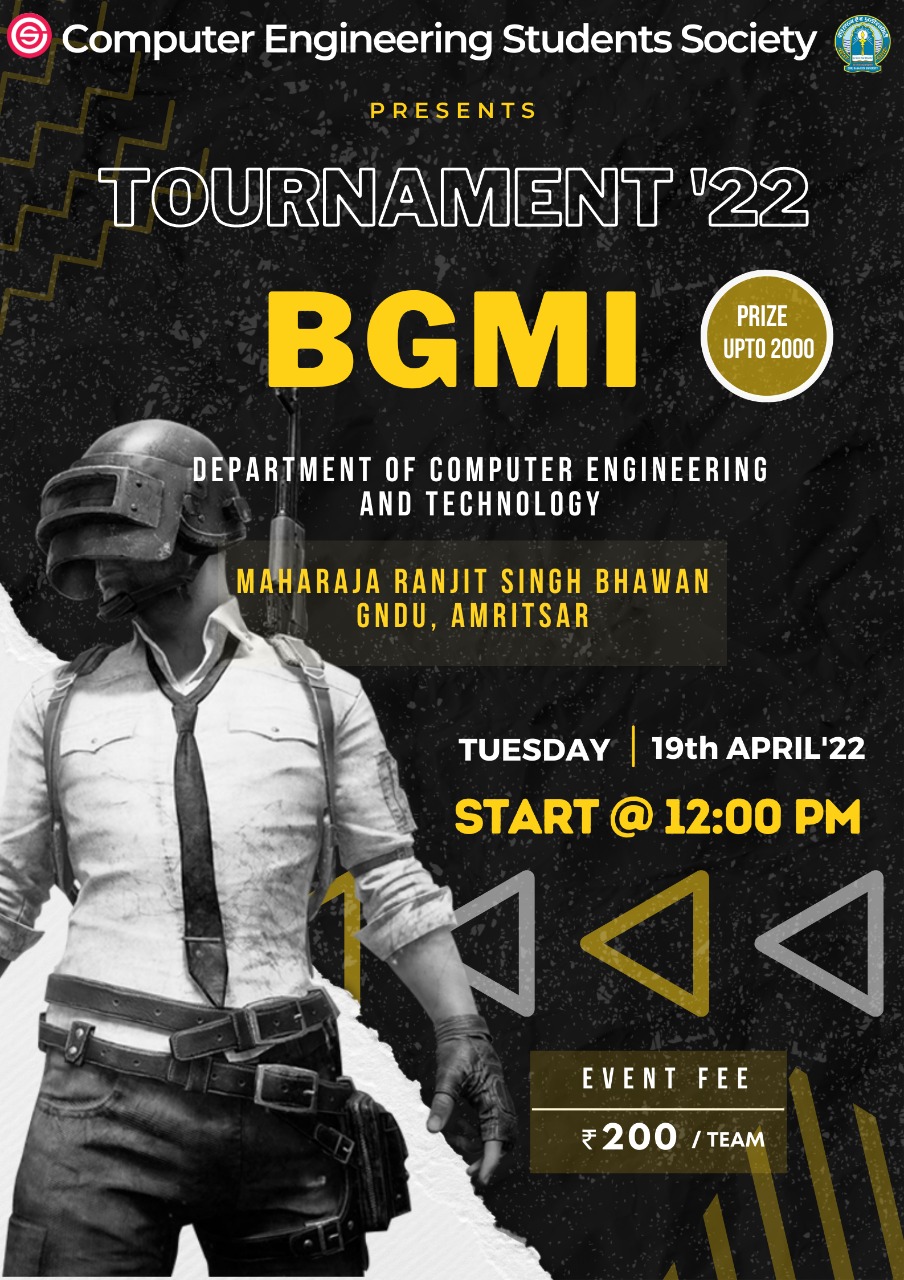 Computer Engineering Students Society
PRESENTS
TOURNAMENT '22
BGMI
PRIZE
UPTO 2000
DEPARTMENT OF COMPUTER ENGINEERING
AND TECHNOLOGY
MAHARAJA RANJIT SINGH BHAWAN
GNDU, AMRITSAR
TUESDAY | 19th APRIL'22
START @ 12:00 PM
EVENT FEE
₹200 / TEAM